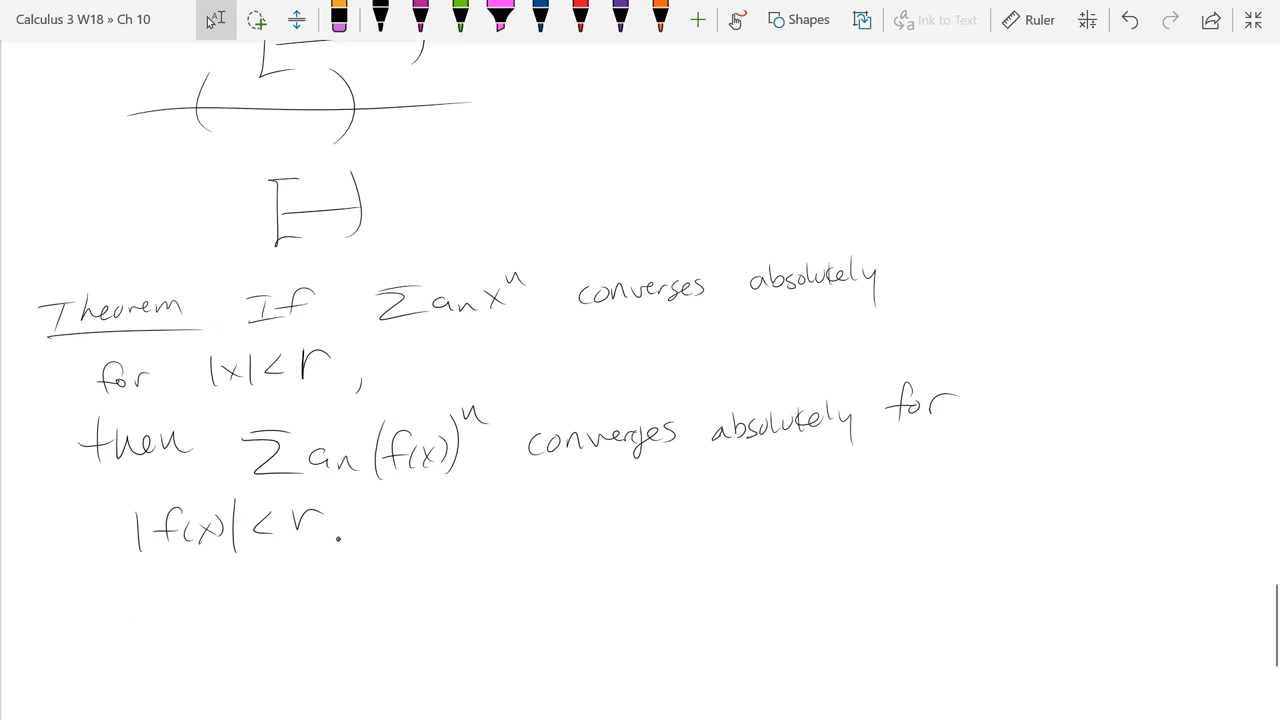 Calculus 3 W18 » Ch 10
Shapes
Ink to Text
Ruler
Theorem If ∑ aₙxⁿ converges absolutely
for |x| < r,
then ∑ aₙ(f(x))ⁿ converges absolutely for
|f(x)| < r.